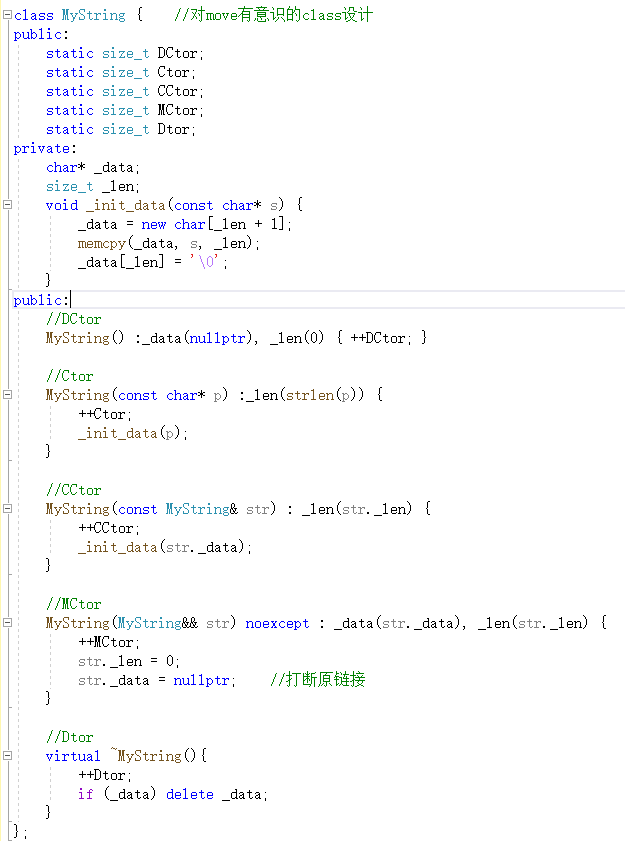 class MyString {    //对move有意识的class设计
public:
    static size_t DCtor;
    static size_t Ctor;
    static size_t CCtor;
    static size_t MCtor;
    static size_t Dtor;
private:
    char* _data;
    size_t _len;
    void _init_data(const char* s) {
        _data = new char[_len + 1];
        memcpy(_data, s, _len);
        _data[_len] = '\0';
    }
public:
    //DCtor
    MyString() :_data(nullptr), _len(0) { ++DCtor; }
    //Ctor
    MyString(const char* p) :_len(strlen(p)) {
        ++Ctor;
        _init_data(p);
    }
    //CCtor
    MyString(const MyString& str) : _len(str._len) {
        ++CCtor;
        _init_data(str._data);
    }
    //MCtor
    MyString(MyString&& str) noexcept : _data(str._data), _len(str._len) {
        ++MCtor;
        str._len = 0;
        str._data = nullptr;    //打断原链接
    }
    //Dtor
    virtual ~MyString(){
        ++Dtor;
        if (_data) delete _data;
    }
};